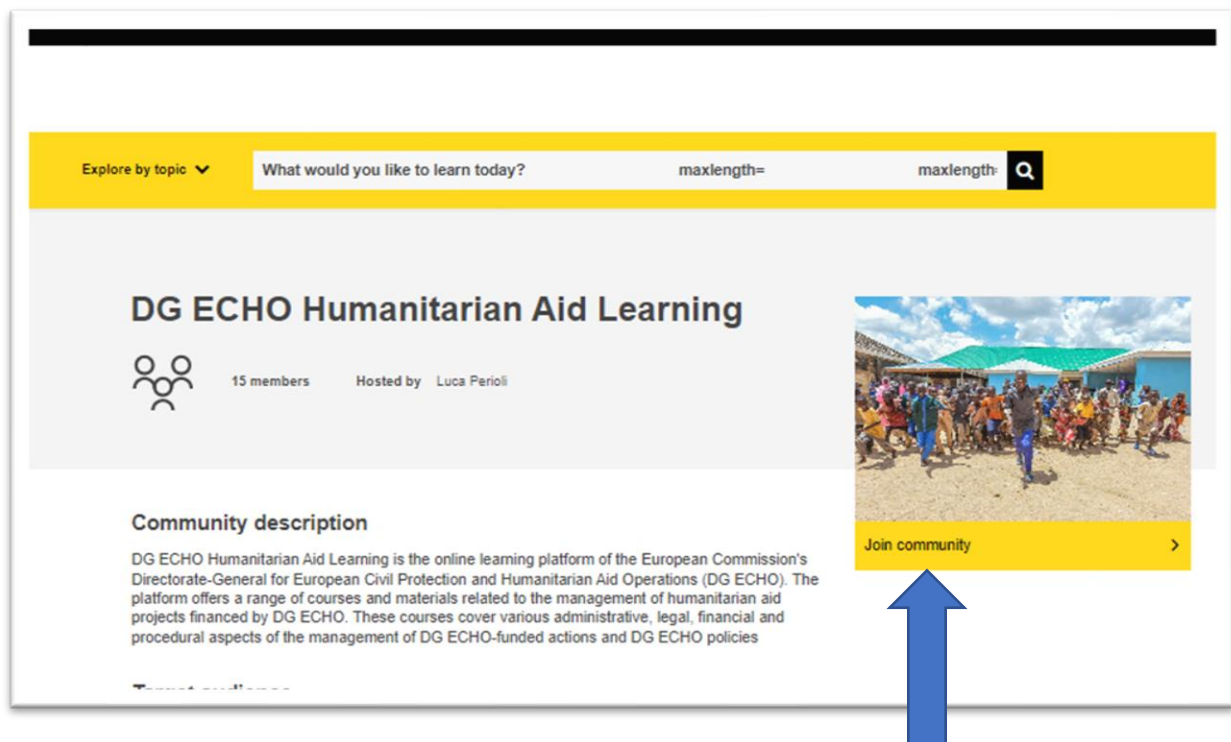 Explore by topic
What would you like to learn today? maxlength= maxlength=
DG ECHO Humanitarian Aid Learning
15 members Hosted by Luca Perioli
Community description
DG ECHO Humanitarian Aid Learning is the online learning platform of the European Commission's
Directorate-General for European Civil Protection and Humanitarian Aid Operations (DG ECHO). The
platform offers a range of courses and materials related to the management of humanitarian aid
projects financed by DG ECHO. These courses cover various administrative, legal, financial and
procedural aspects of the management of DG ECHO-funded actions and DG ECHO policies
Join community